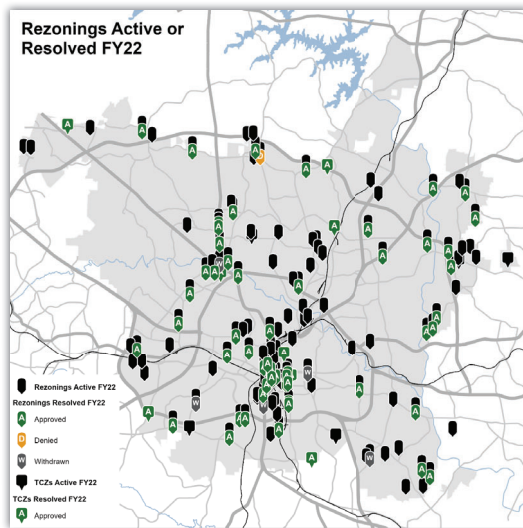 Rezonings Active or
Resolved FY22
Rezonings Active FY22
Rezonings Resolved FY22
A Approved
D Denied
W Withdrawn
TCZs Active FY22
TCZs Resolved FY22
A Approved